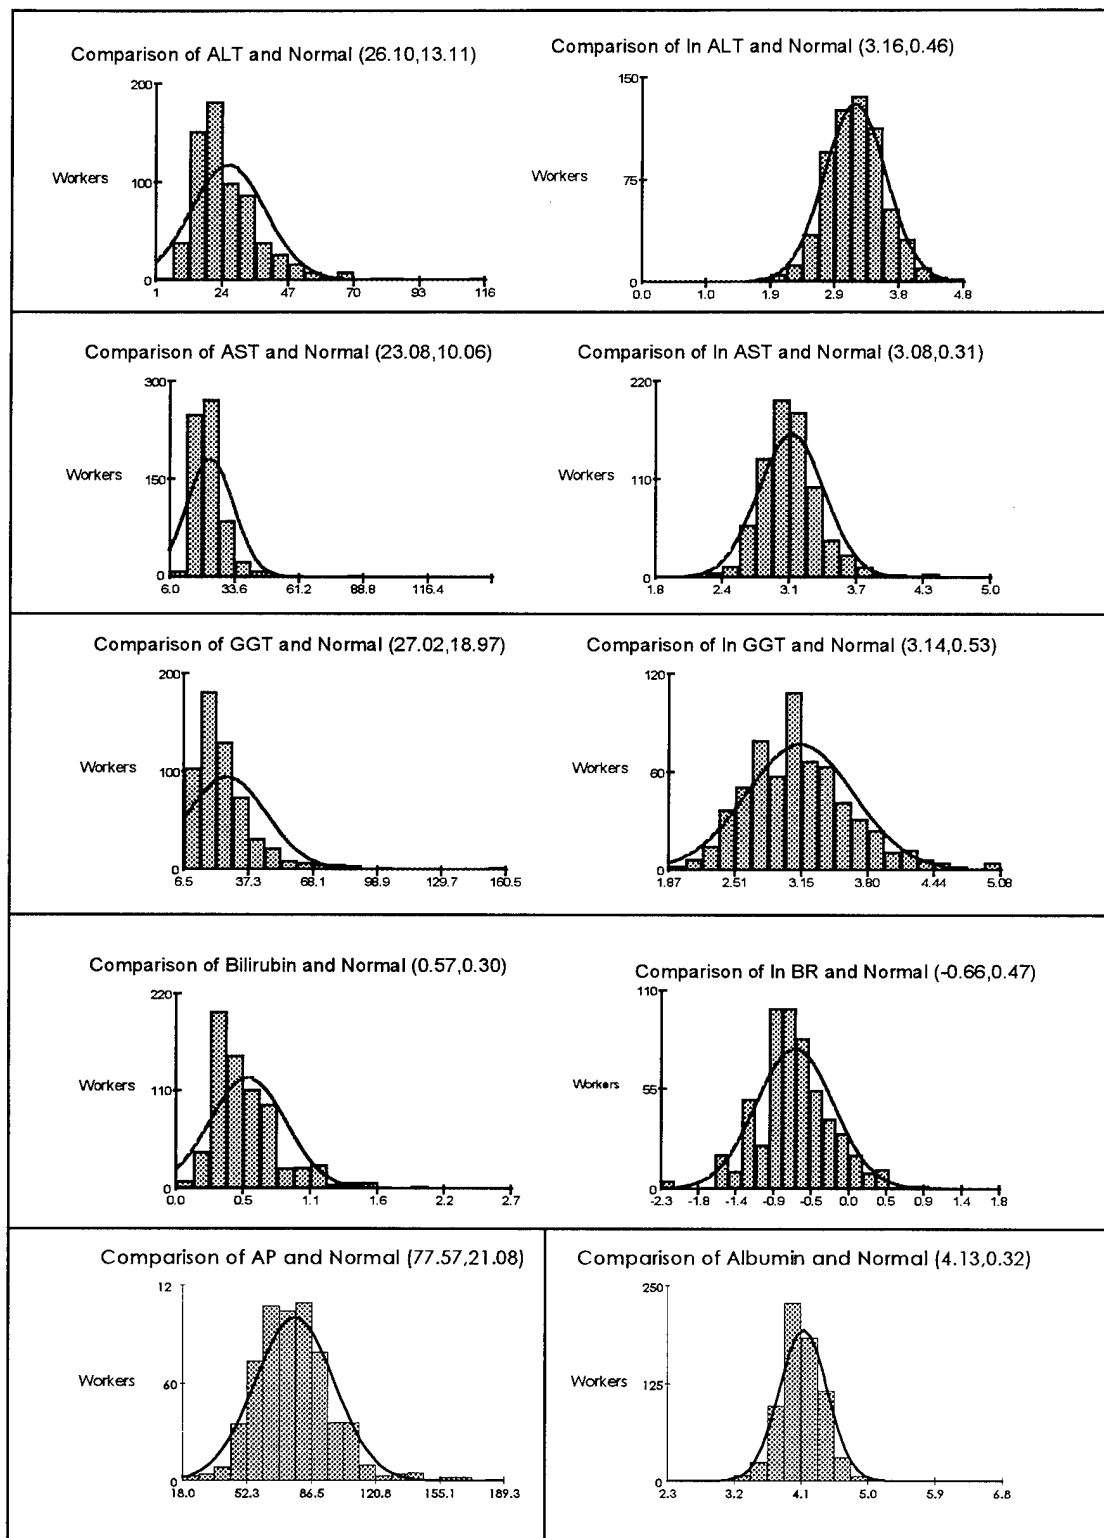 Comparison of ALT and Normal (26.10,13.11)
200
Workers
100
0
1 24 47 70 93 116
Comparison of ln ALT and Normal (3.16,0.46)
150
Workers
75
0
0.0 1.0 1.9 2.9 3.8 4.8
Comparison of AST and Normal (23.08,10.06)
300
Workers
150
0
6.0 33.6 61.2 88.8 116.4
Comparison of ln AST and Normal (3.08,0.31)
220
Workers
110
0
1.8 2.4 3.1 3.7 4.3 5.0
Comparison of GGT and Normal (27.02,18.97)
200
Workers
100
0
6.5 37.3 68.1 98.9 129.7 160.5
Comparison of ln GGT and Normal (3.14,0.53)
120
Workers
60
0
1.87 2.51 3.15 3.80 4.44 5.08
Comparison of Bilirubin and Normal (0.57,0.30)
220
Workers
110
0
0.0 0.5 1.1 1.6 2.2 2.7
Comparison of ln BR and Normal (-0.66,0.47)
110
Workers
55
0
-2.3 -1.8 -1.4 -0.9 -0.5 0.0 0.5 0.9 1.4 1.8
Comparison of AP and Normal (77.57,21.08)
12
Workers
60
0
18.0 52.3 86.5 120.8 155.1 189.3
Comparison of Albumin and Normal (4.13,0.32)
250
Workers
125
0
2.3 3.2 4.1 5.0 5.9 6.8